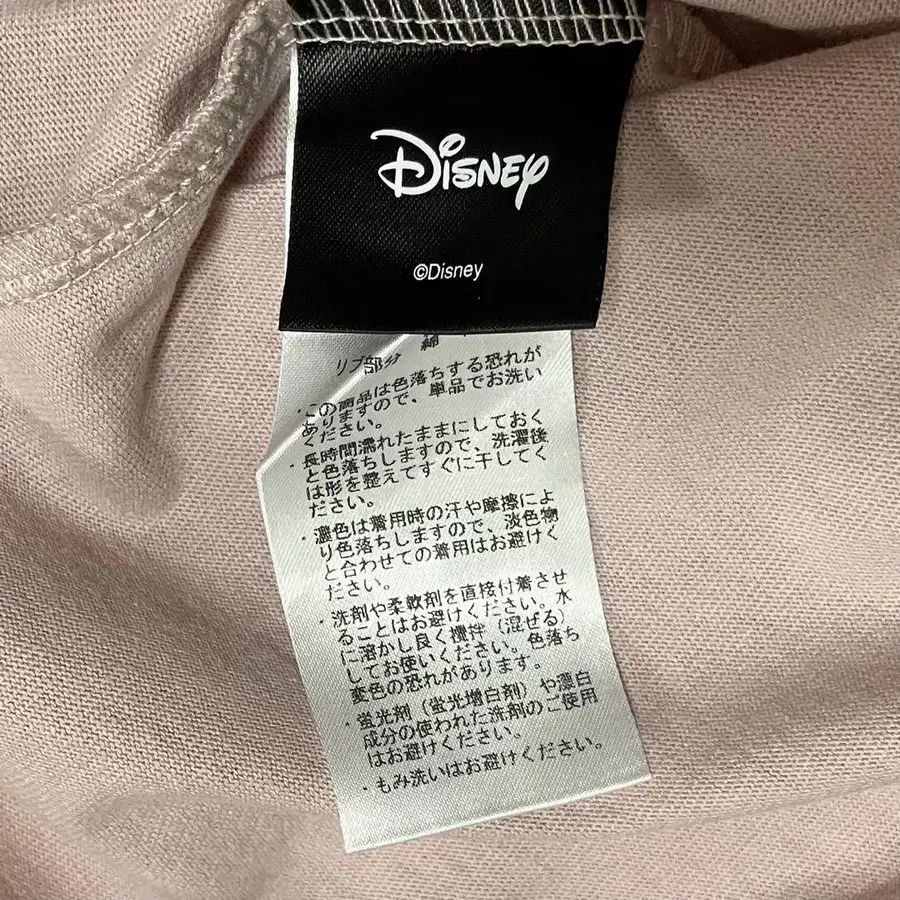 Disney
©Disney
リブ部分 綿
・この商品は色落ちする恐れが
ありますので、単品でお洗い
ください。
・長時間濡れたままにしておく
と色落ちしますので、洗濯後
は形を整えてすぐに干してく
ださい。
・濃色は着用時の汗や摩擦によ
り色落ちしますので、淡色物
と合わせての着用はお避けく
ださい。
・洗剤や柔軟剤を直接付着させ
ることはお避けください。水
に溶かし良く攪拌（混ぜる）
してお使いください。色落ち
変色の恐れがあります。
・蛍光剤（蛍光増白剤）や漂白
成分の使われた洗剤のご使用
はお避けください。
・もみ洗いはお避けください。